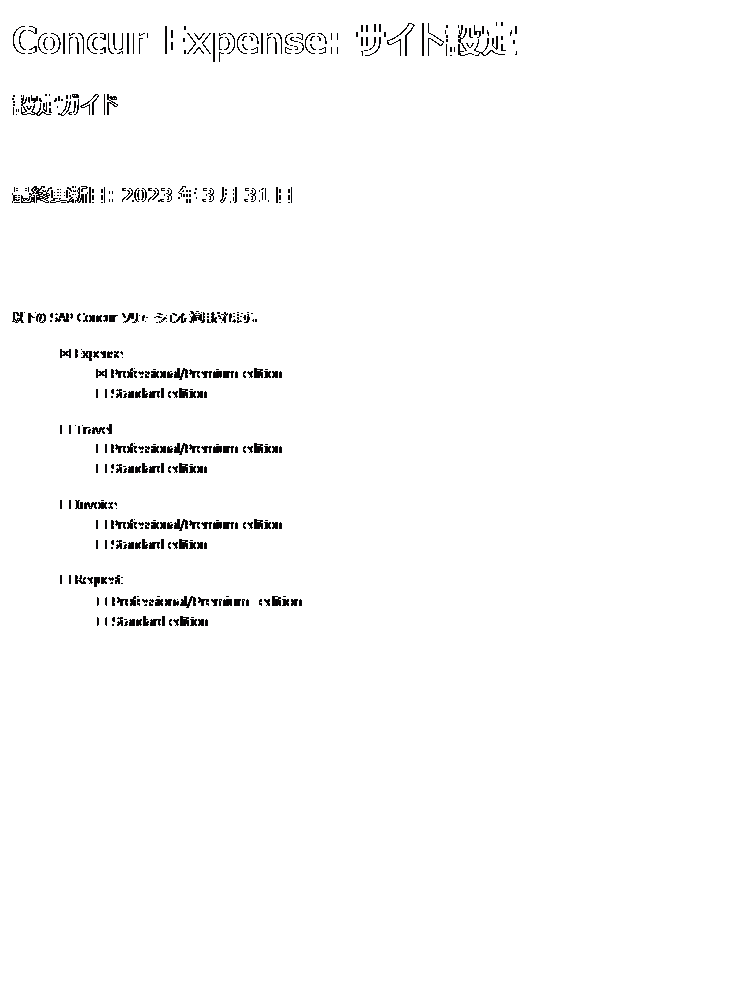 Concur Expense: サイト設定
設定ガイド
最終更新日: 2023 年 3 月 31 日
以下の SAP Concur ソリューションに適用されます。
☒ Expense
☒ Professional/Premium edition
☐ Standard edition
☐ Travel
☐ Professional/Premium edition
☐ Standard edition
☐ Invoice
☐ Professional/Premium edition
☐ Standard edition
☐ Request
☐ Professional/Premium edition
☐ Standard edition